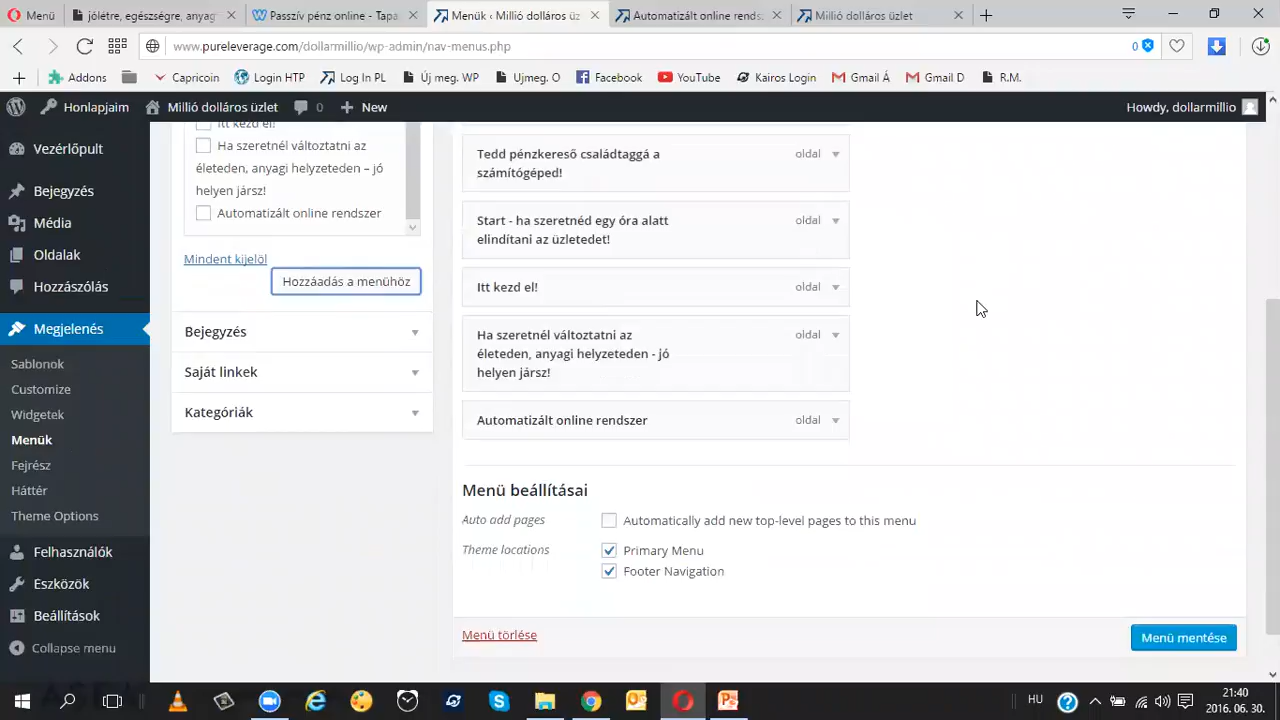 Menü
jólétre, egészségre, anyag
Passzív pénz online - Tapa
Menük ‹ Millió dolláros üz
Automatizált online rends
Millió dolláros üzlet
www.pureleverage.com/dollarmillio/wp-admin/nav-menus.php
0
Addons
Capricoin
Login HTP
Log In PL
Új meg. WP
Ujmeg. O
Facebook
YouTube
Kairos Login
Gmail Á
Gmail D
R.M.
Honlapjaim
Millió dolláros üzlet
0
New
Howdy, dollarmillio
Vezérlőpult
Bejegyzés
Média
Oldalak
Hozzászólás
Megjelenés
Sablonok
Customize
Widgetek
Menük
Fejrész
Háttér
Theme Options
Felhasználók
Eszközök
Beállítások
Collapse menu
Itt kezd el!
Ha szeretnél változtatni az
életeden, anyagi helyzeteden – jó
helyen jársz!
Automatizált online rendszer
Mindent kijelöl
Hozzáadás a menühöz
Bejegyzés
Saját linkek
Kategóriák
Tedd pénzkereső családtaggá a
számítógéped!
oldal
Start - ha szeretnéd egy óra alatt
elindítani az üzletedet!
oldal
Itt kezd el!
oldal
Ha szeretnél változtatni az
életeden, anyagi helyzeteden - jó
helyen jársz!
oldal
Automatizált online rendszer
oldal
Menü beállításai
Auto add pages
Automatically add new top-level pages to this menu
Theme locations
Primary Menu
Footer Navigation
Menü törlése
Menü mentése
HU
21:40
2016. 06. 30.